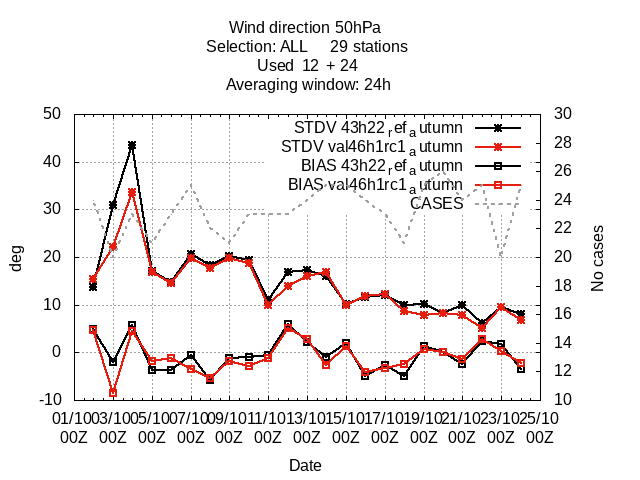 Wind direction 50hPa
Selection: ALL 29 stations
Used 12 + 24
Averaging window: 24h
50 30
STDV 43h22refautumn
28
STDV val46h1rc1autumn
40 26
BIAS 43h22refautumn
BIAS val46h1rc1autumn
24
CASES
30
22
20 20
18
10 16
14
0
12
-10 10
deg
No cases
01/10 03/10 05/10 07/10 09/10 11/10 13/10 15/10 17/10 19/10 21/10 23/10 25/10
00Z 00Z 00Z 00Z 00Z 00Z 00Z 00Z 00Z 00Z 00Z 00Z 00Z
Date